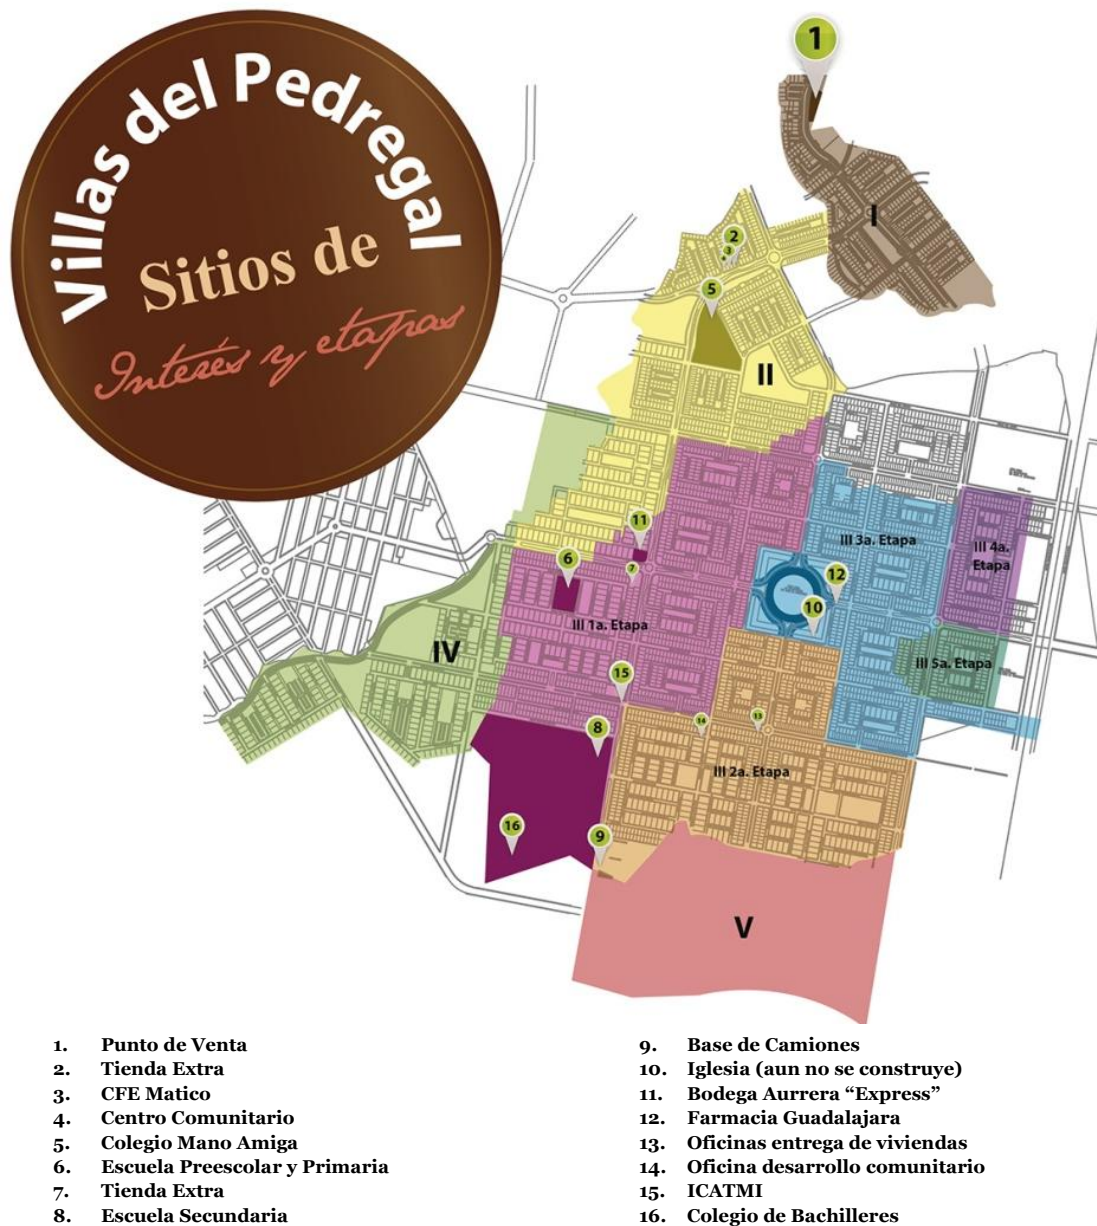 Villas del Pedregal
Sitios de
Interés y etapas
1
I
2
3
5
II
11
7
6
III 1a. Etapa
III 3a. Etapa
III 4a.
Etapa
12
10
IV
III 5a. Etapa
15
14
13
8
III 2a. Etapa
16
9
V
1. Punto de Venta
2. Tienda Extra
3. CFE Matico
4. Centro Comunitario
5. Colegio Mano Amiga
6. Escuela Preescolar y Primaria
7. Tienda Extra
8. Escuela Secundaria
9. Base de Camiones
10. Iglesia (aun no se construye)
11. Bodega Aurrera “Express”
12. Farmacia Guadalajara
13. Oficinas entrega de viviendas
14. Oficina desarrollo comunitario
15. ICATMI
16. Colegio de Bachilleres